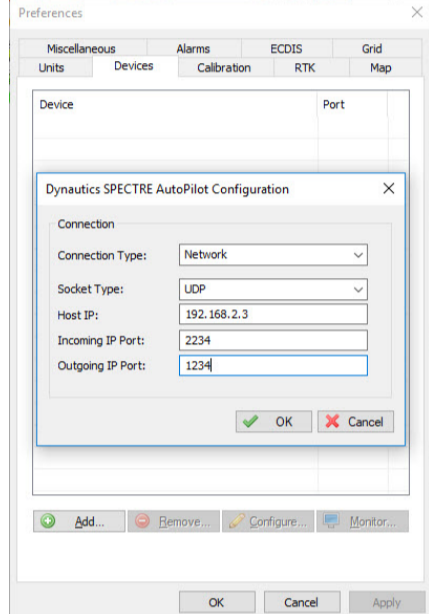 Preferences
Miscellaneous Alarms ECDIS Grid
Units Devices Calibration RTK Map
Device Port
Dynautics SPECTRE AutoPilot Configuration
Connection
Connection Type: Network
Socket Type: UDP
Host IP: 192.168.2.3
Incoming IP Port: 2234
Outgoing IP Port: 1234
OK Cancel
Add... Remove... Configure... Monitor...
OK Cancel Apply